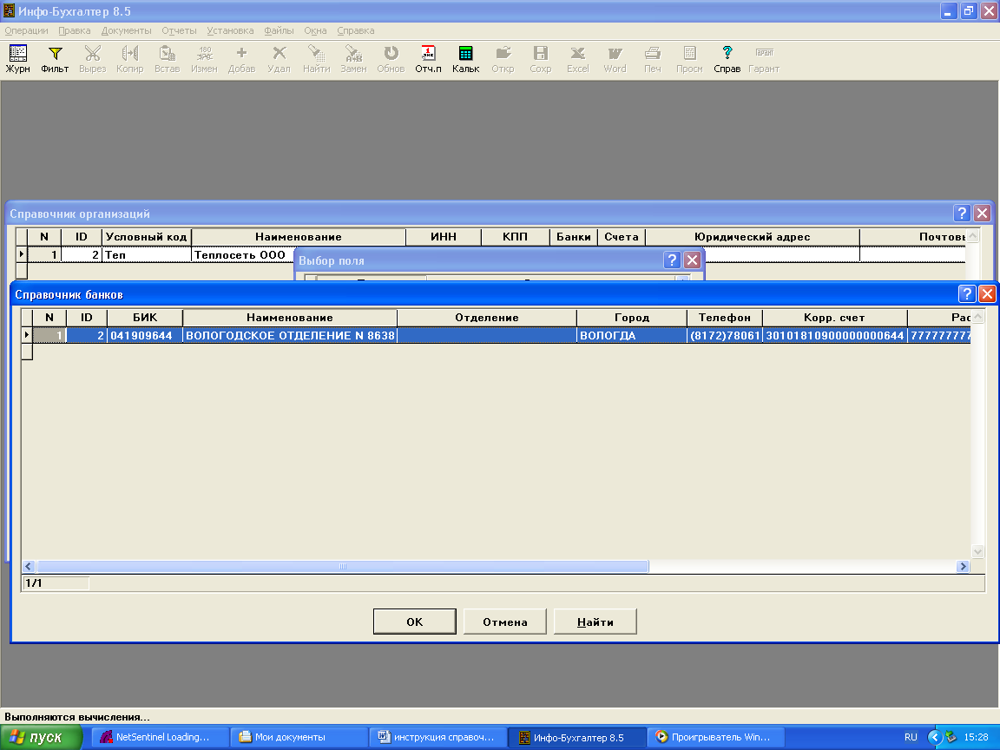 Инфо-Бухгалтер 8.5
Операции Правка Документы Отчеты Установка Файлы Окна Справка
Журн Фильт Вырез Копир Встав Измен Добав Удал Найти Замен Обнов Отч.п Кальк Откр Сохр Excel Word Печ Просм Справ Гарант
Справочник организаций
N ID Условный код Наименование ИНН КПП Банки Счета Юридический адрес Почтовы
1 2 Теп Теплосеть ООО
Выбор поля
Справочник банков
N ID БИК Наименование Отделение Город Телефон Корр. счет Рас
1 2 041909644 ВОЛОГОДСКОЕ ОТДЕЛЕНИЕ N 8638 ВОЛОГДА (8172)78061 30101810900000000644 777777777
1/1
OK Отмена Найти
Выполняются вычисления...
пуск NetSentinel Loading... Мои документы инструкция справоч... Инфо-Бухгалтер 8.5 Проигрыватель Win... RU 15:28